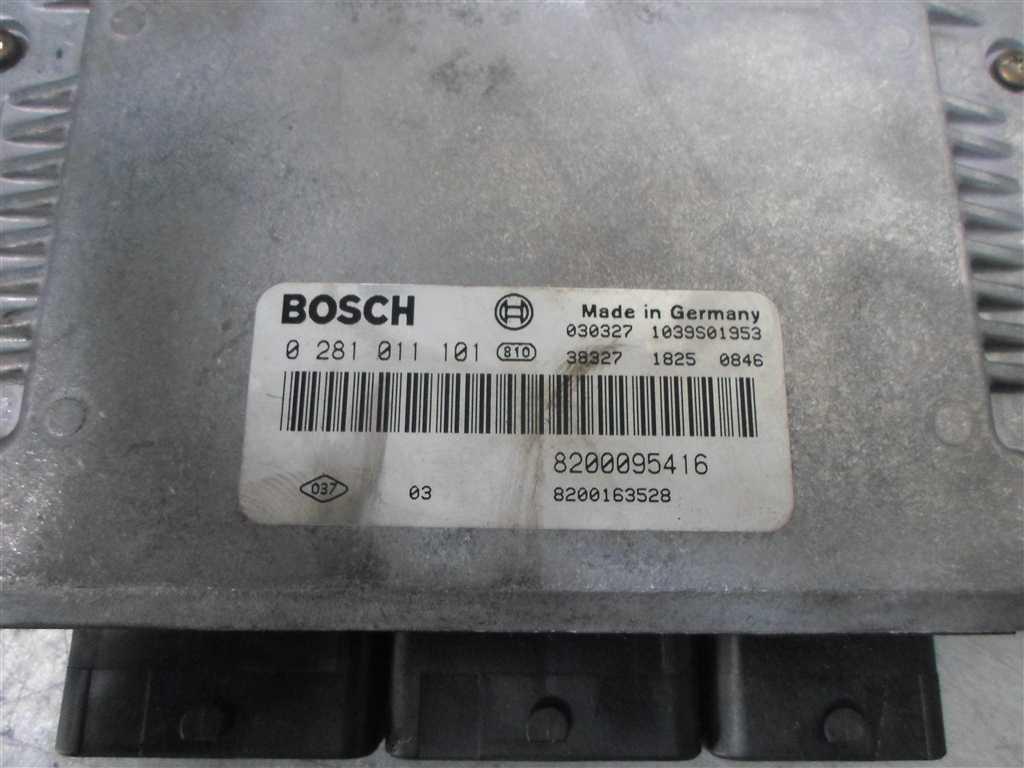 BOSCH
Made in Germany
030327 1039S01953
0 281 011 101 810
38327 1825 0846
8200095416
037 03 8200163528